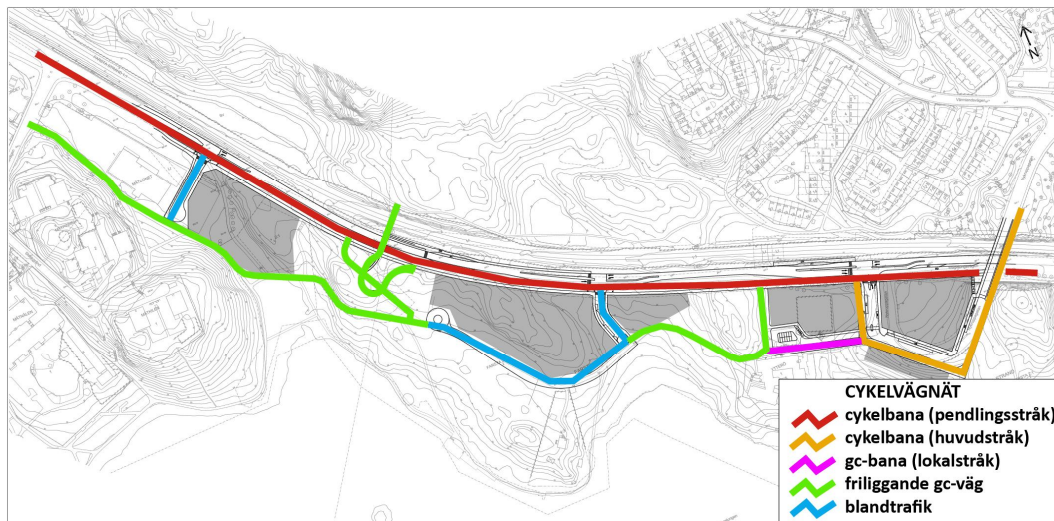 N
CYKELVÄGNÄT
cykelbana (pendlingsstråk)
cykelbana (huvudstråk)
gc-bana (lokalstråk)
friliggande gc-väg
blandtrafik